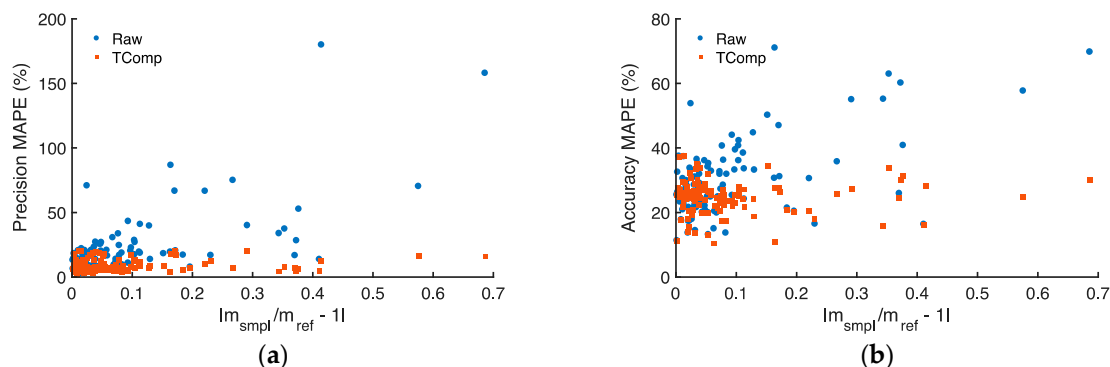 200
150
100
50
0
Precision MAPE (%)
Raw
TComp
0 0.1 0.2 0.3 0.4 0.5 0.6 0.7
|m_smpl/m_ref - 1|
(a)
80
60
40
20
0
Accuracy MAPE (%)
Raw
TComp
0 0.1 0.2 0.3 0.4 0.5 0.6 0.7
|m_smpl/m_ref - 1|
(b)